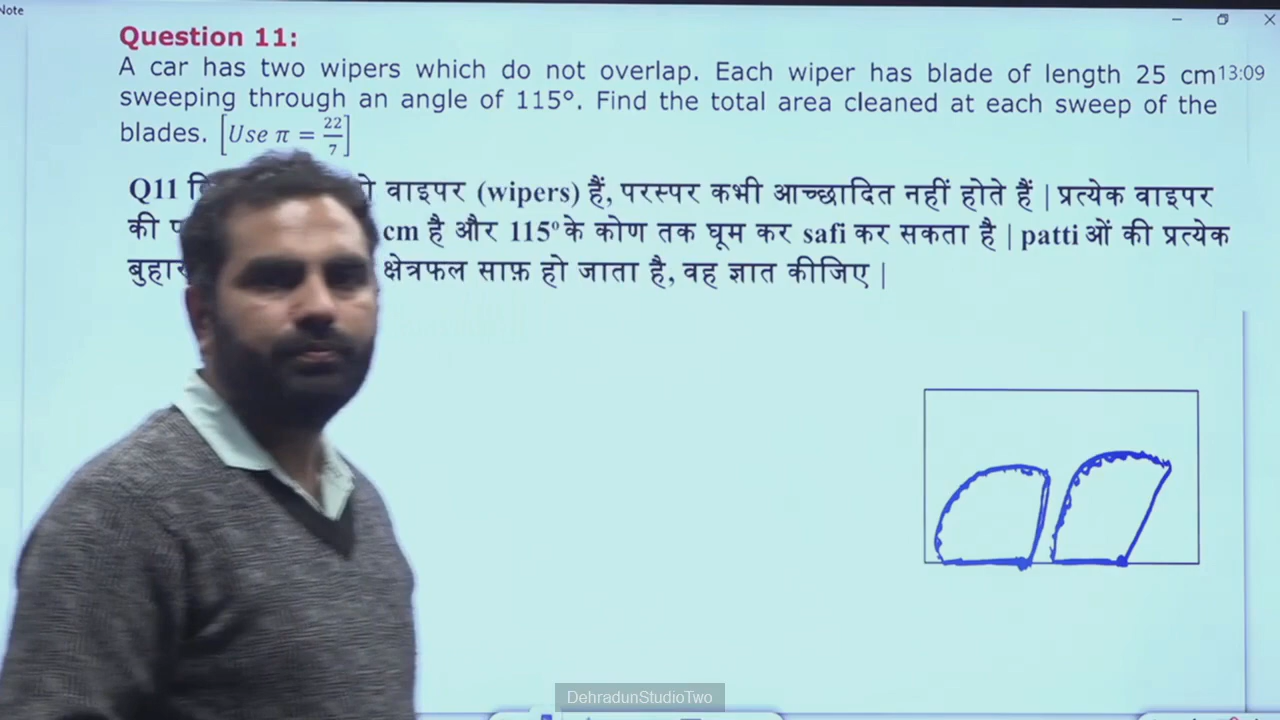 Note
Question 11:
A car has two wipers which do not overlap. Each wiper has blade of length 25 cm
13:09
sweeping through an angle of 115°. Find the total area cleaned at each sweep of the
blades. [Use π = 22/7]
Q11 वाइपर (wipers) हैं, परस्पर कभी आच्छादित नहीं होते हैं | प्रत्येक वाइपर
की cm है और 115° के कोण तक घूम कर safi कर सकता है | patti ओं की प्रत्येक
क्षेत्रफल साफ़ हो जाता है, वह ज्ञात कीजिए |
DehradunStudioTwo